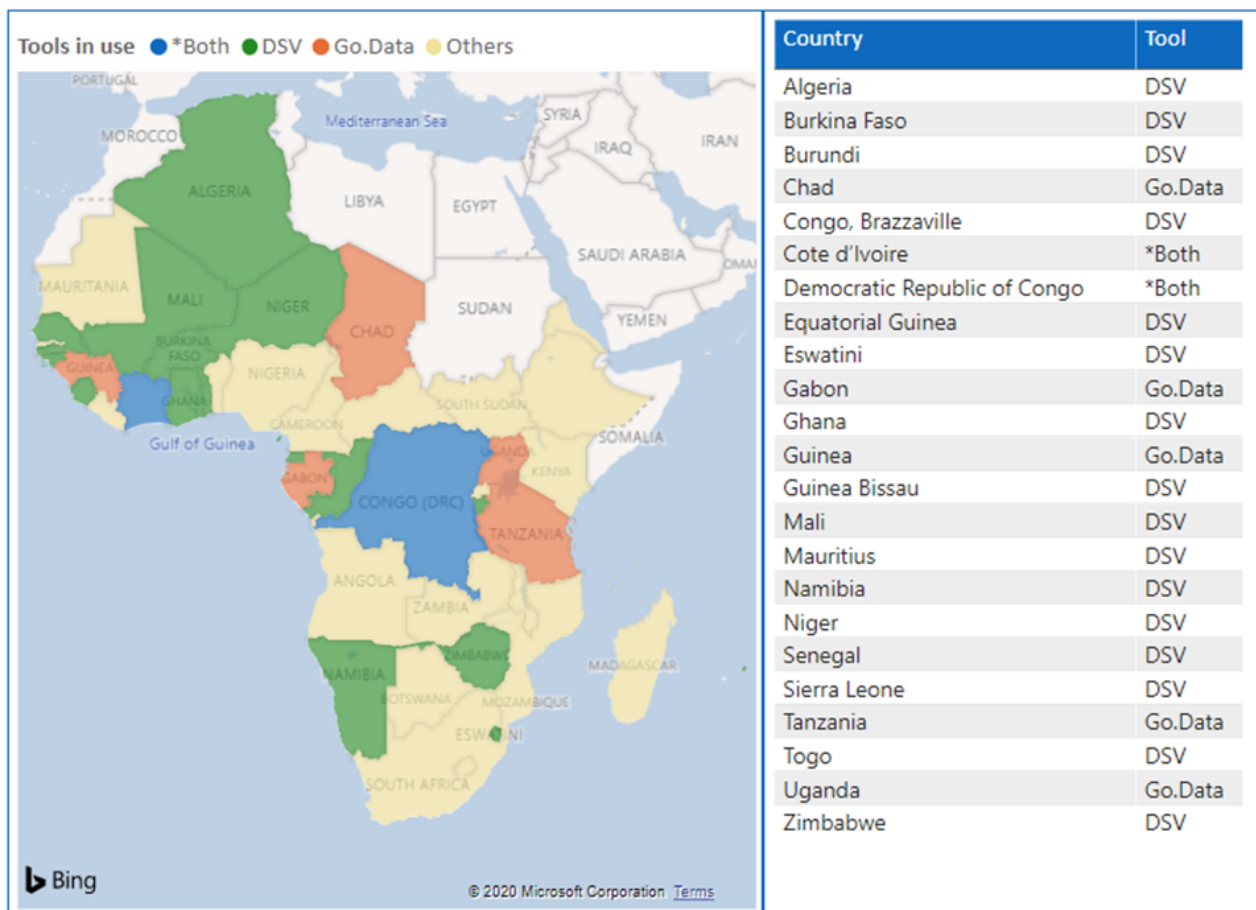 Tools in use *Both DSV Go.Data Others
PORTUGAL
SYRIA
Mediterranean Sea
MOROCCO
IRAQ
IRAN
ALGERIA
LIBYA
EGYPT
SAUDI ARABIA
OMAN
MAURITANIA
MALI
NIGER
CHAD
SUDAN
YEMEN
BURKINA
FASO
GUINEA
NIGERIA
GHANA
SOUTH SUDAN
CAMEROON
Gulf of Guinea
SOMALIA
UGANDA
KENYA
GABON
CONGO (DRC)
TANZANIA
ANGOLA
ZAMBIA
ZIMBABWE
MADAGASCAR
NAMIBIA
BOTSWANA
MOZAMBIQUE
ESWATINI
SOUTH AFRICA
Bing
© 2020 Microsoft Corporation Terms
Country Tool
Algeria DSV
Burkina Faso DSV
Burundi DSV
Chad Go.Data
Congo, Brazzaville DSV
Cote d’Ivoire *Both
Democratic Republic of Congo *Both
Equatorial Guinea DSV
Eswatini DSV
Gabon Go.Data
Ghana DSV
Guinea Go.Data
Guinea Bissau DSV
Mali DSV
Mauritius DSV
Namibia DSV
Niger DSV
Senegal DSV
Sierra Leone DSV
Tanzania Go.Data
Togo DSV
Uganda Go.Data
Zimbabwe DSV